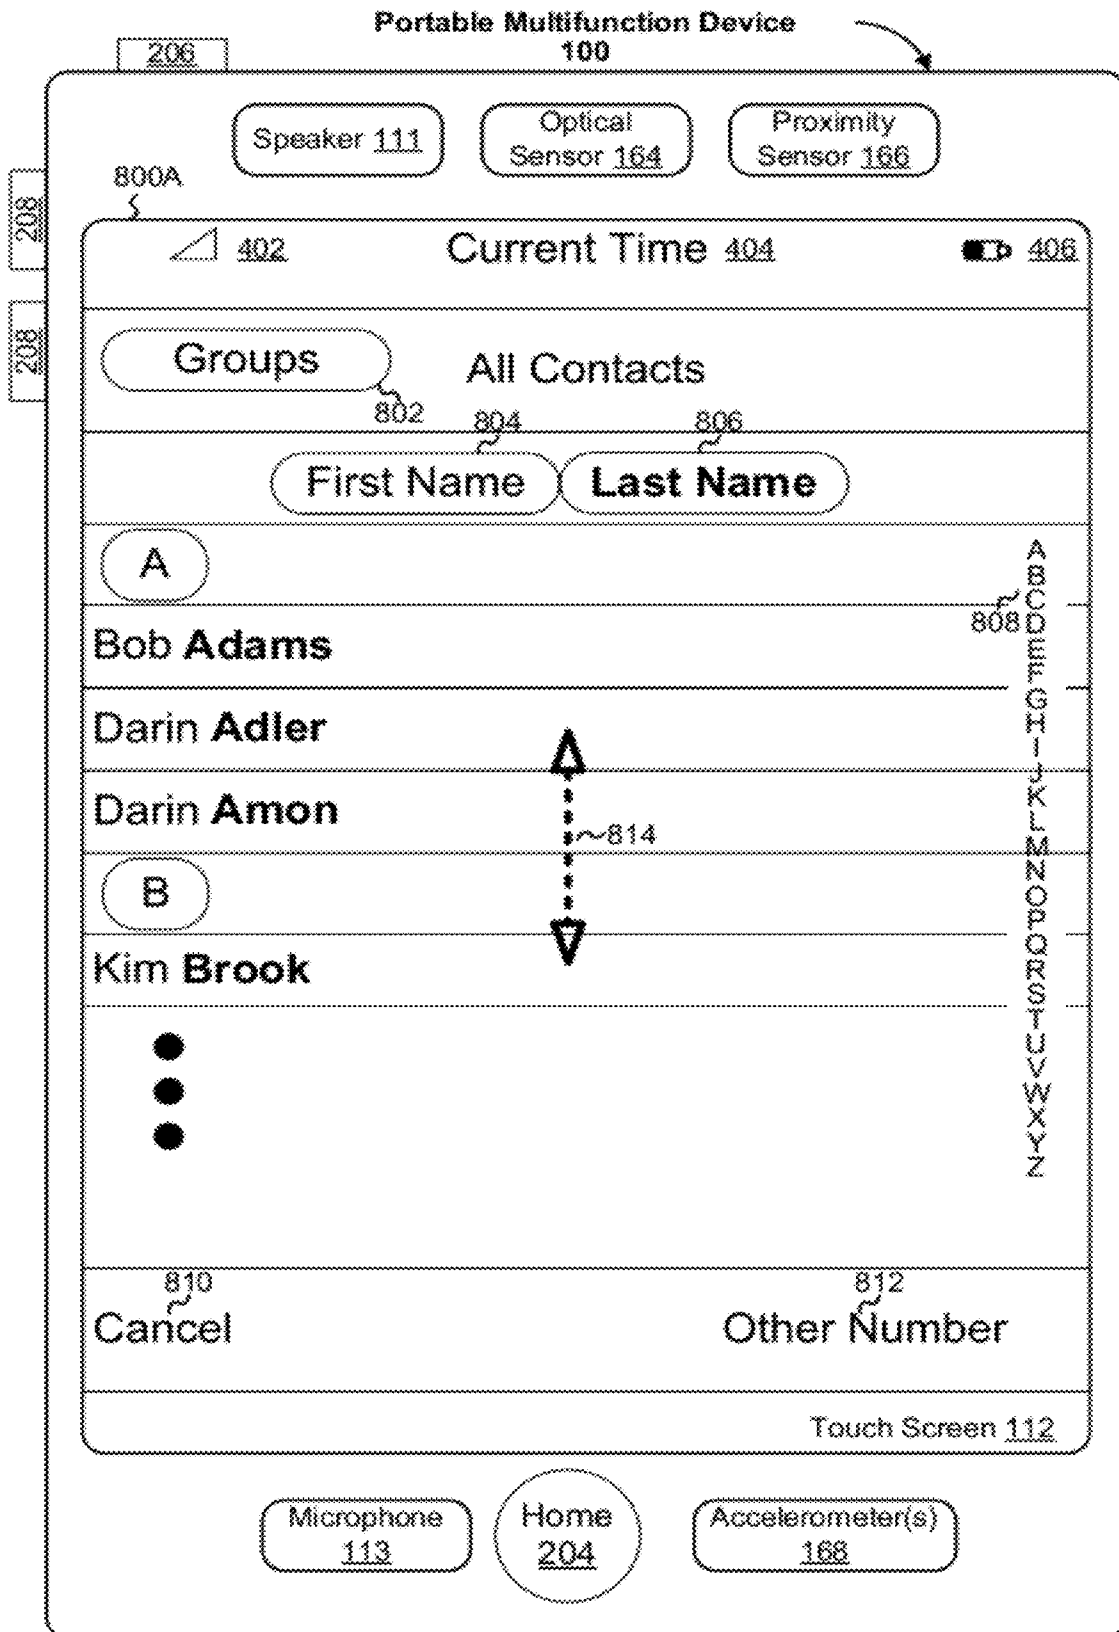 Portable Multifunction Device
100
206
Speaker 111
Optical
Sensor 164
Proximity
Sensor 166
800A
208
208
402
Current Time 404
406
Groups
802
All Contacts
804
806
First Name
Last Name
A
Bob Adams
Darin Adler
Darin Amon
814
B
Kim Brook
808
A
B
C
D
E
F
G
H
I
J
K
L
M
N
O
P
Q
R
S
T
U
V
W
X
Y
Z
810
Cancel
812
Other Number
Touch Screen 112
Microphone
113
Home
204
Accelerometer(s)
168